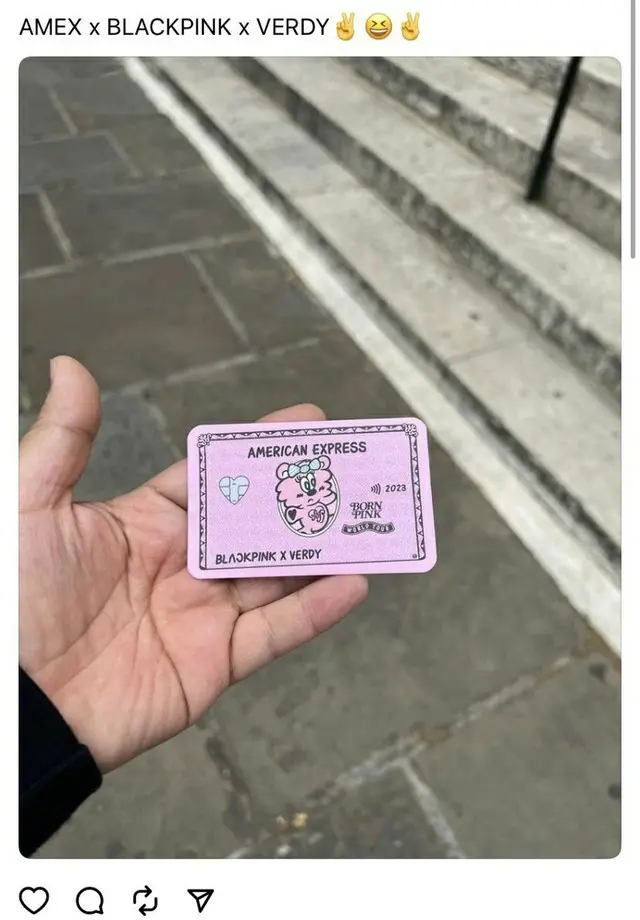 AMEX x BLACKPINK x VERDY✌️😆✌️
AMERICAN EXPRESS
2023
BORN
PINK
WORLD TOUR
BLACKPINK X VERDY